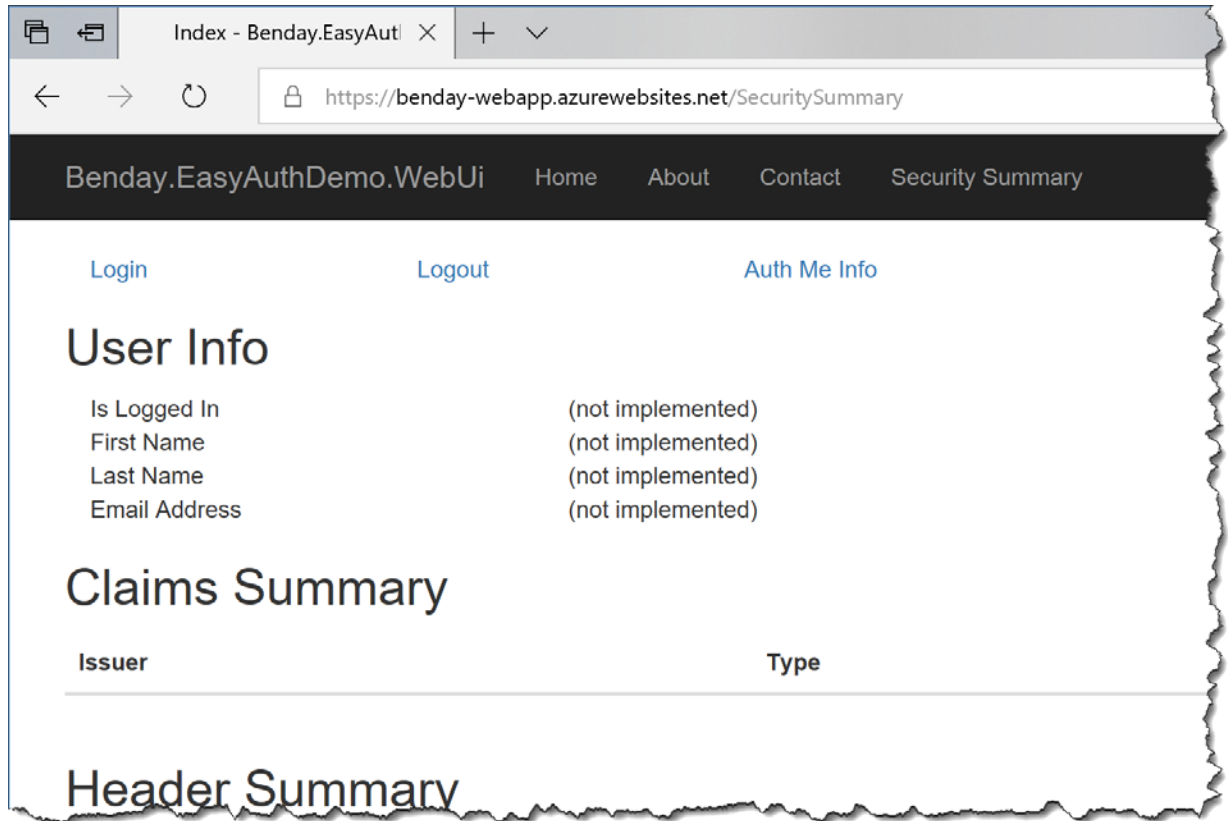 Index - Benday.EasyAut
https://benday-webapp.azurewebsites.net/SecuritySummary
Benday.EasyAuthDemo.WebUi Home About Contact Security Summary
Login Logout Auth Me Info
User Info
Is Logged In (not implemented)
First Name (not implemented)
Last Name (not implemented)
Email Address (not implemented)
Claims Summary
Issuer Type
Header Summary